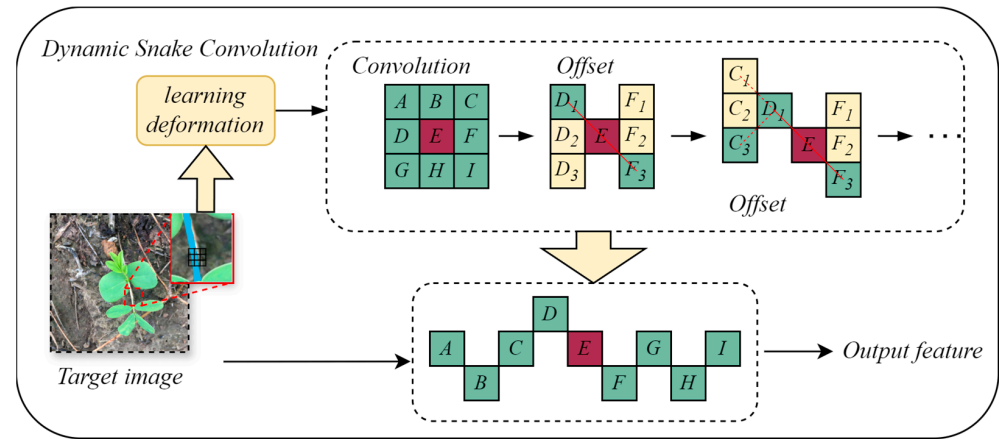 Dynamic Snake Convolution
learning
deformation
Target image
Convolution
A B C
D E F
G H I
Offset
D1 F1
D2 E F2
D3 F3
C1
C2 D1 F1
C3 E F2
F3
Offset
...
D
A C E G I
B F H
Output feature